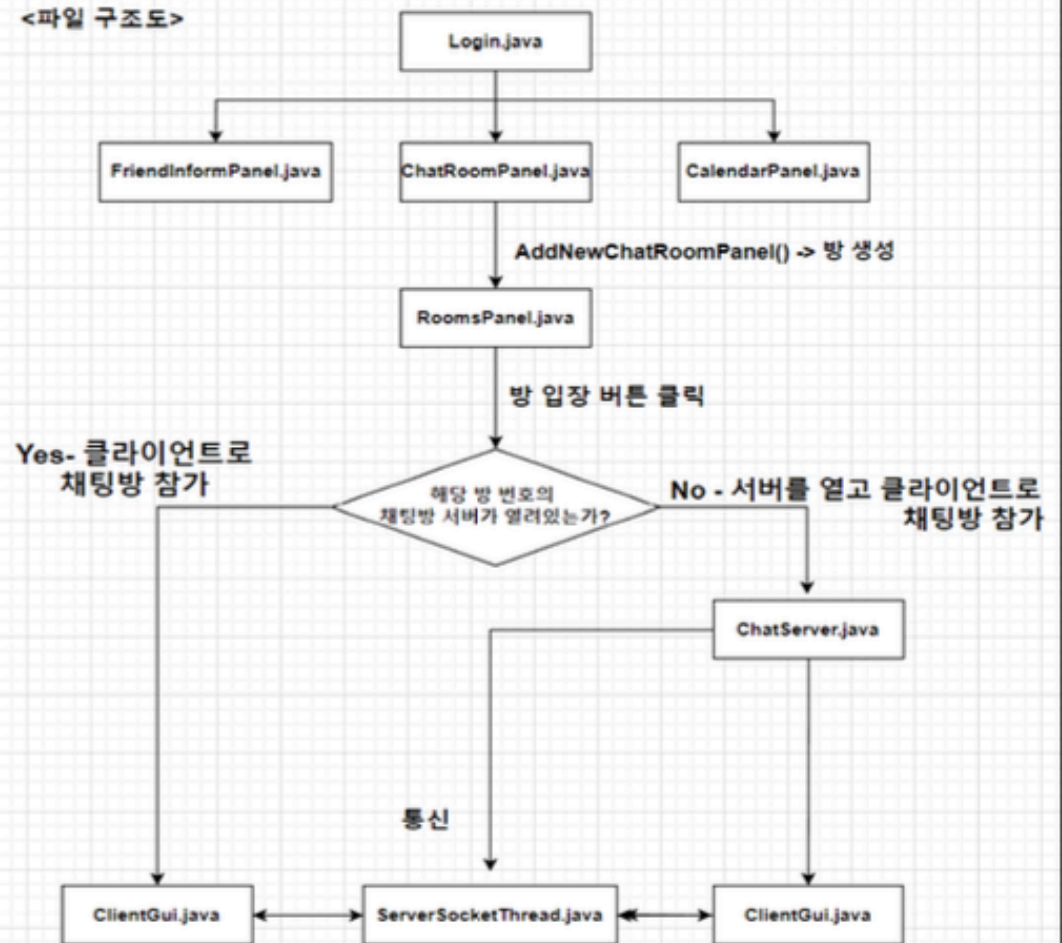 <파일 구조도>
Login.java
FriendInformPanel.java
ChatRoomPanel.java
CalendarPanel.java
AddNewChatRoomPanel() -> 방 생성
RoomsPanel.java
방 입장 버튼 클릭
Yes- 클라이언트로
채팅방 참가
해당 방 번호의
채팅방 서버가 열려있는가?
No - 서버를 열고 클라이언트로
채팅방 참가
ChatServer.java
통신
ClientGui.java
ServerSocketThread.java
ClientGui.java